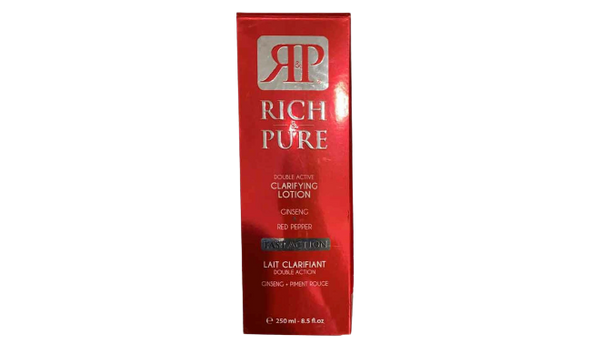 R&P
RICH
&
PURE
DOUBLE ACTIVE
CLARIFYING
LOTION
GINSENG
RED PEPPER
FAST ACTION
LAIT CLARIFIANT
DOUBLE ACTION
GINSENG + PIMENT ROUGE
℮ 250 ml - 8.5 fl.oz